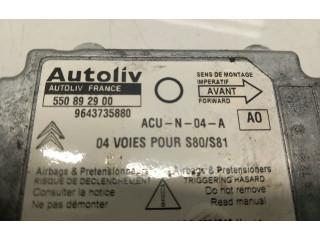 Autoliv
AUTOLIV FRANCE
550 89 29 00
9643735880
SENS DE MONTAGE
IMPERATIF
AVANT
FORWARD
ACU-N-04-A
A0
04 VOIES POUR S80/S81
Airbags & Pretensionneurs
RISQUE DE DECLENCHEMENT
Consulter la notice
Ne pas démonter
Airbags & Pretensioners
TRIGGERING HASARD
Read manual
Do not remove